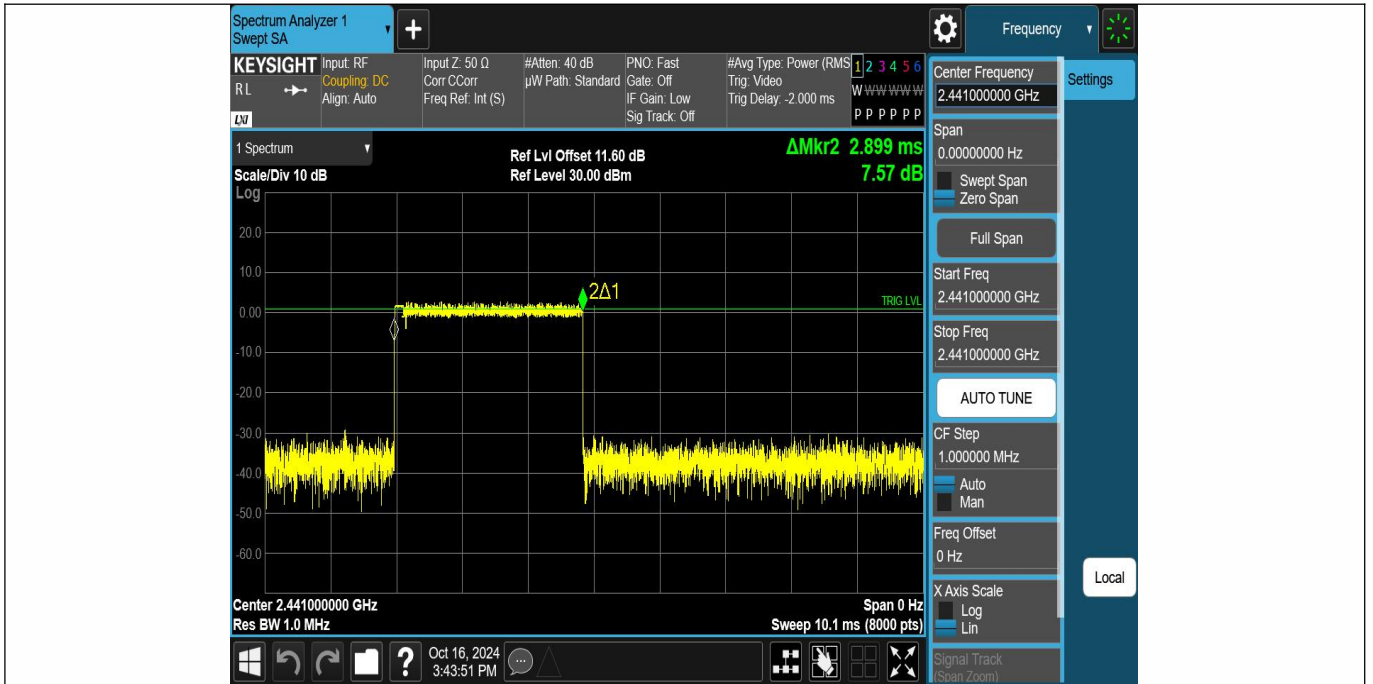 Spectrum Analyzer 1
Swept SA
+
Frequency
KEYSIGHT
RL
LXI
Input: RF
Coupling: DC
Align: Auto
Input Z: 50 Ω
Corr CCorr
Freq Ref: Int (S)
#Atten: 40 dB
µW Path: Standard
PNO: Fast
Gate: Off
IF Gain: Low
Sig Track: Off
#Avg Type: Power (RMS
Trig: Video
Trig Delay: -2.000 ms
1 2 3 4 5 6
W W W W W W
P P P P P P
1 Spectrum
Scale/Div 10 dB
Ref Lvl Offset 11.60 dB
Ref Level 30.00 dBm
ΔMkr2 2.899 ms
7.57 dB
Log
20.0
10.0
0.00
-10.0
-20.0
-30.0
-40.0
-50.0
-60.0
2Δ1
TRIG LVL
Center 2.441000000 GHz
Res BW 1.0 MHz
Span 0 Hz
Sweep 10.1 ms (8000 pts)
Center Frequency
2.441000000 GHz
Settings
Span
0.00000000 Hz
Swept Span
Zero Span
Full Span
Start Freq
2.441000000 GHz
Stop Freq
2.441000000 GHz
AUTO TUNE
CF Step
1.000000 MHz
Auto
Man
Freq Offset
0 Hz
X Axis Scale
Log
Lin
Signal Track
(Span Zoom)
Local
?
Oct 16, 2024
3:43:51 PM